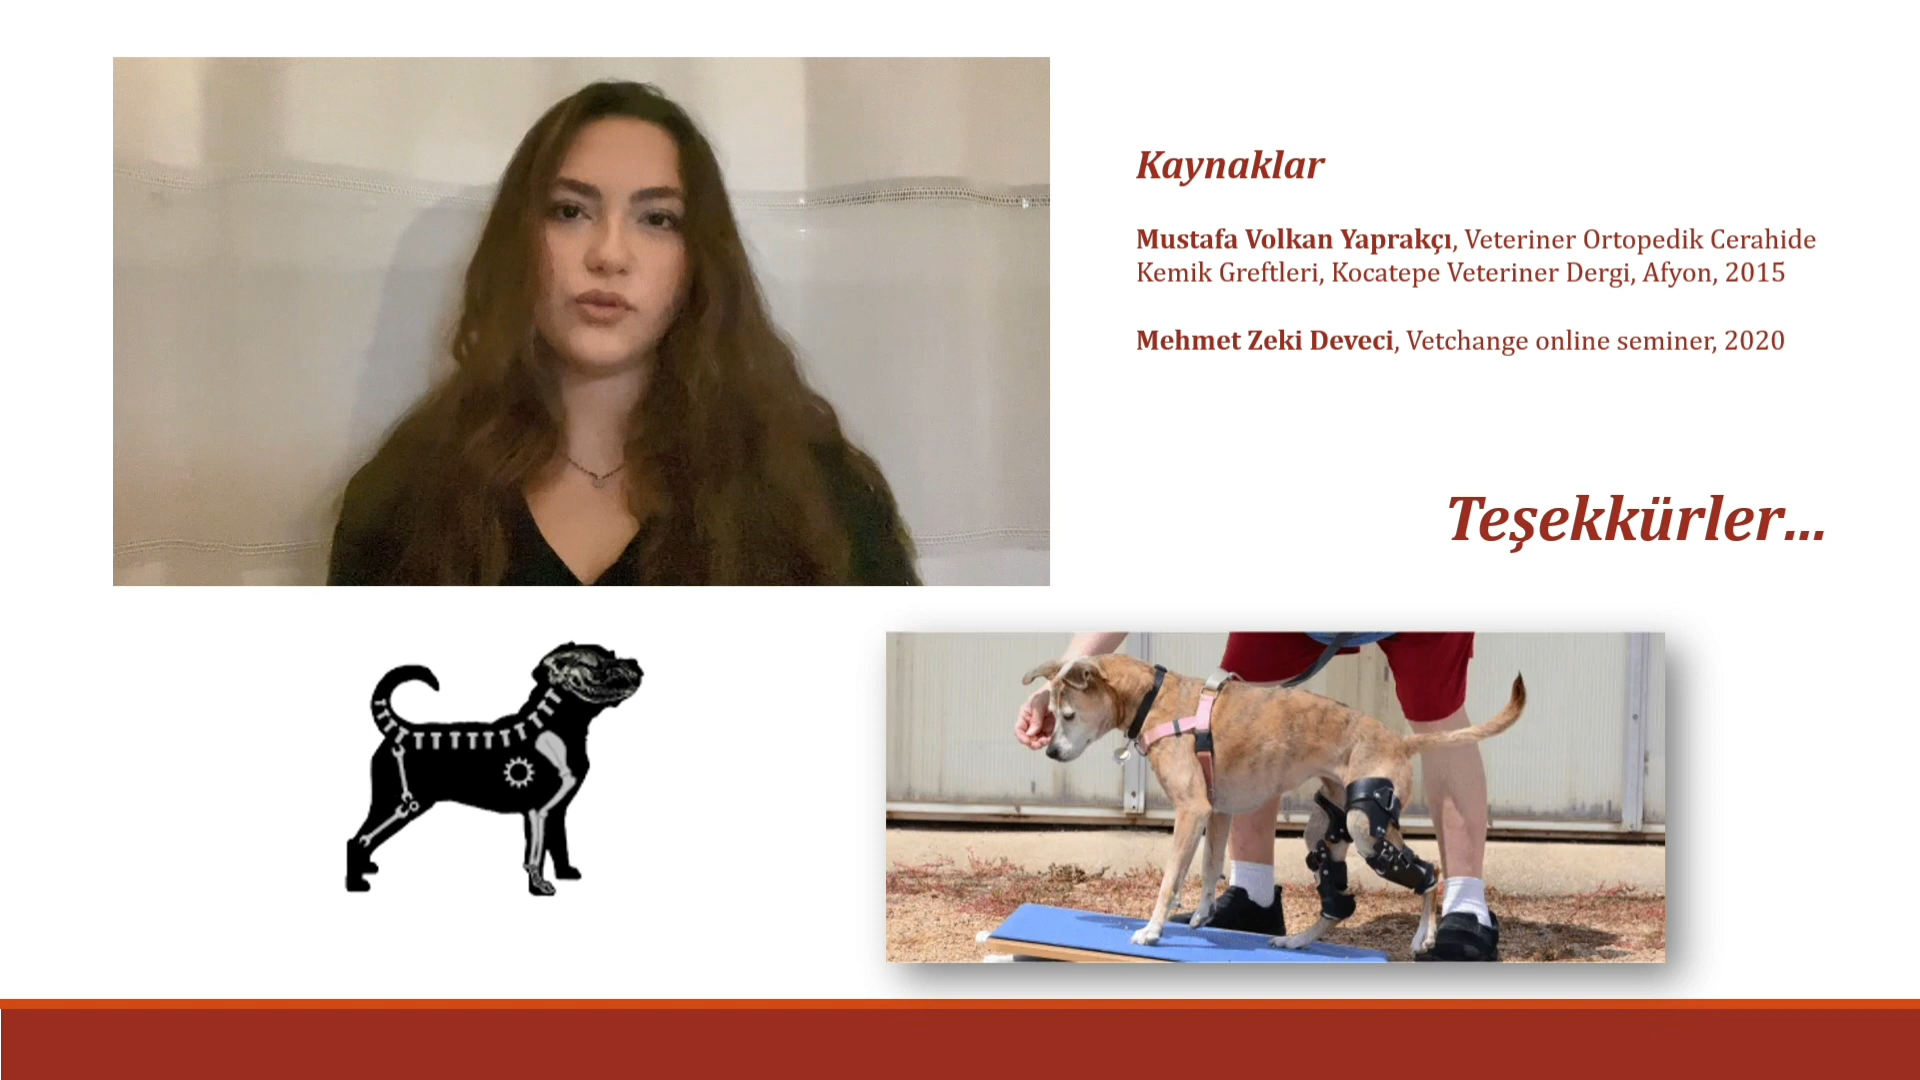 Kaynaklar
Mustafa Volkan Yaprakçı, Veteriner Ortopedik Cerahide
Kemik Greftleri, Kocatepe Veteriner Dergi, Afyon, 2015
Mehmet Zeki Deveci, Vetchange online seminer, 2020
Teşekkürler...